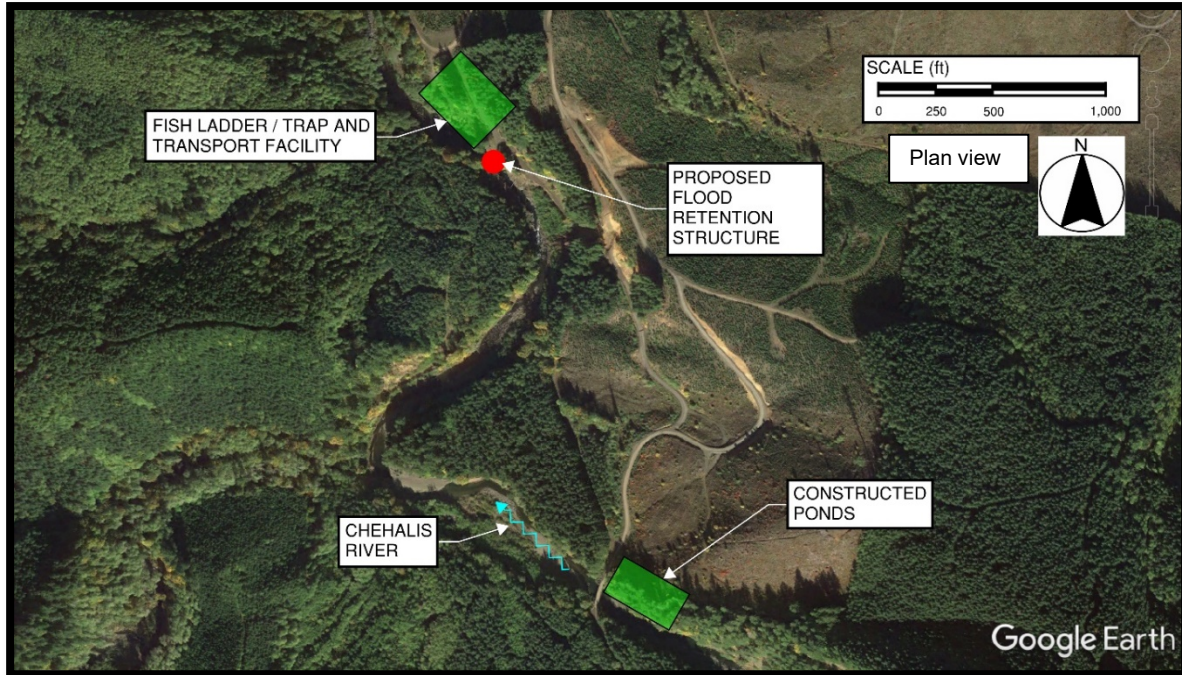 SCALE (ft)
0 250 500 1,000
Plan view
N
FISH LADDER / TRAP AND
TRANSPORT FACILITY
PROPOSED
FLOOD
RETENTION
STRUCTURE
CONSTRUCTED
PONDS
CHEHALIS
RIVER
Google Earth